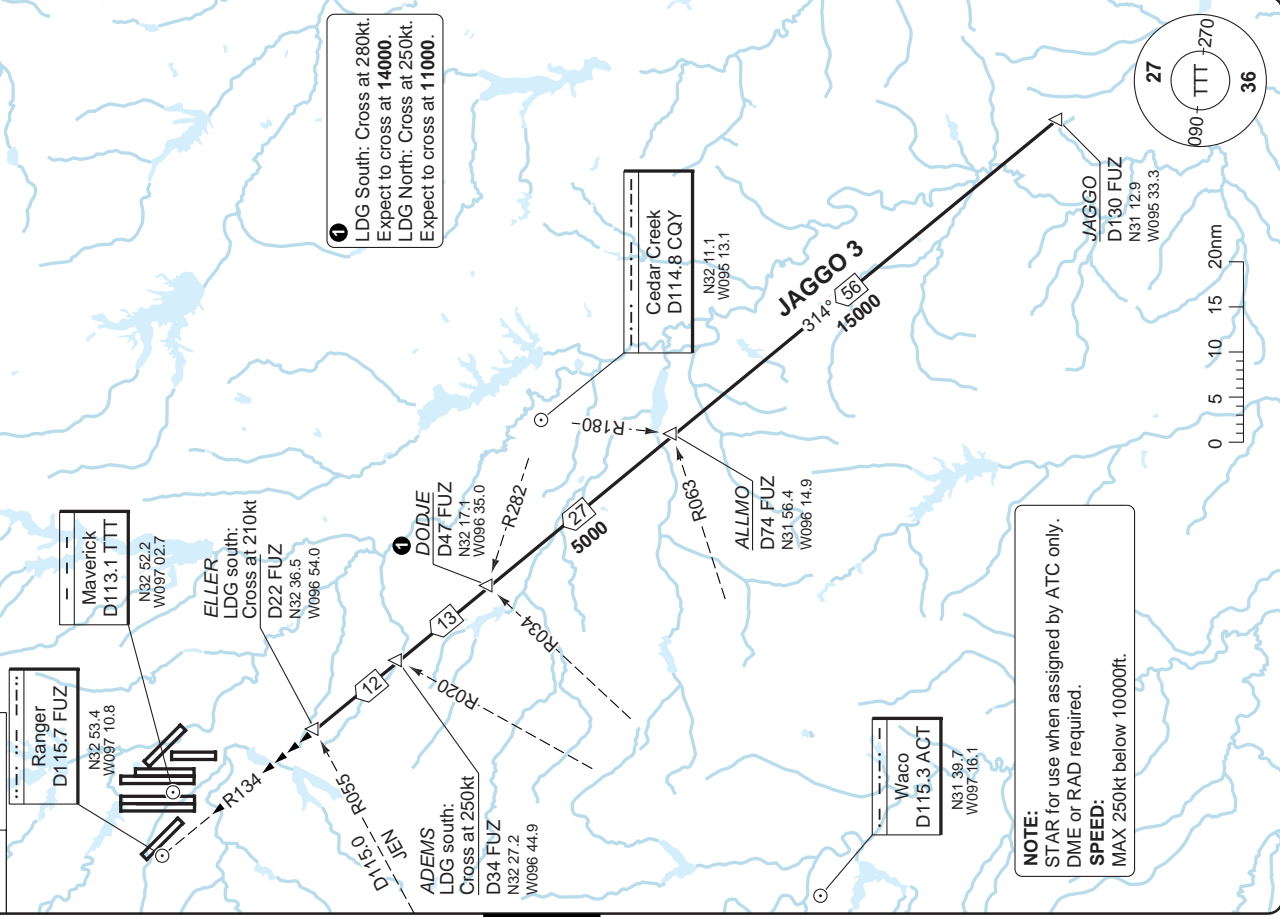 Ranger
D115.7 FUZ
N32 53.4
W097 10.8
Maverick
D113.1 TTT
N32 52.2
W097 02.7
ELLER
LDG south:
Cross at 210kt
D22 FUZ
N32 36.5
W096 54.0
❶
LDG South: Cross at 280kt.
Expect to cross at 14000.
LDG North: Cross at 250kt.
Expect to cross at 11000.
27
090
TTT
270
36
Cedar Creek
D114.8 CQY
N32 11.1
W095 13.1
❶
DODJE
D47 FUZ
N32 17.1
W096 35.0
R134
12
13
27
5000
R282
R180
R034
R020
R063
D115.0 R055
JEN
JAGGO 3
314°
56
15000
JAGGO
D130 FUZ
N31 12.9
W095 33.3
ADEMS
LDG south:
Cross at 250kt
D34 FUZ
N32 27.2
W096 44.9
ALLMO
D74 FUZ
N31 56.4
W096 14.9
0 5 10 15 20nm
Waco
D115.3 ACT
N31 39.7
W097 16.1
NOTE:
STAR for use when assigned by ATC only.
DME or RAD required.
SPEED:
MAX 250kt below 10000ft.